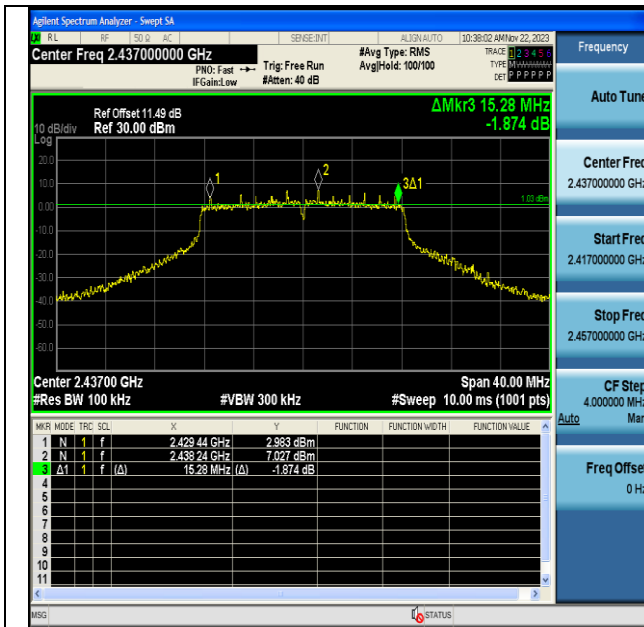 Agilent Spectrum Analyzer - Swept SA
RL RF 50 Ω AC SENSE:INT ALIGN AUTO 10:38:02 AM Nov 22, 2023
Center Freq 2.437000000 GHz
PNO: Fast
IFGain:Low
Trig: Free Run
#Atten: 40 dB
#Avg Type: RMS
Avg|Hold: 100/100
TRACE 1 2 3 4 5 6
TYPE M
DET P P P P P P
Ref Offset 11.49 dB
10 dB/div Ref 30.00 dBm
Log
ΔMkr3 15.28 MHz
-1.874 dB
20.0
10.0
0.00
-10.0
-20.0
-30.0
-40.0
-50.0
-60.0
1
2
3Δ1
1.03 dBm
Center 2.43700 GHz Span 40.00 MHz
#Res BW 100 kHz #VBW 300 kHz #Sweep 10.00 ms (1001 pts)
MKR MODE TRC SCL X Y FUNCTION FUNCTION WIDTH FUNCTION VALUE
1 N 1 f 2.429 44 GHz 2.983 dBm
2 N 1 f 2.438 24 GHz 7.027 dBm
3 Δ1 1 f (Δ) 15.28 MHz (Δ) -1.874 dB
4
5
6
7
8
9
10
11
MSG STATUS
Frequency
Auto Tune
Center Freq
2.437000000 GHz
Start Freq
2.417000000 GHz
Stop Freq
2.457000000 GHz
CF Step
4.000000 MHz
Auto Man
Freq Offset
0 Hz